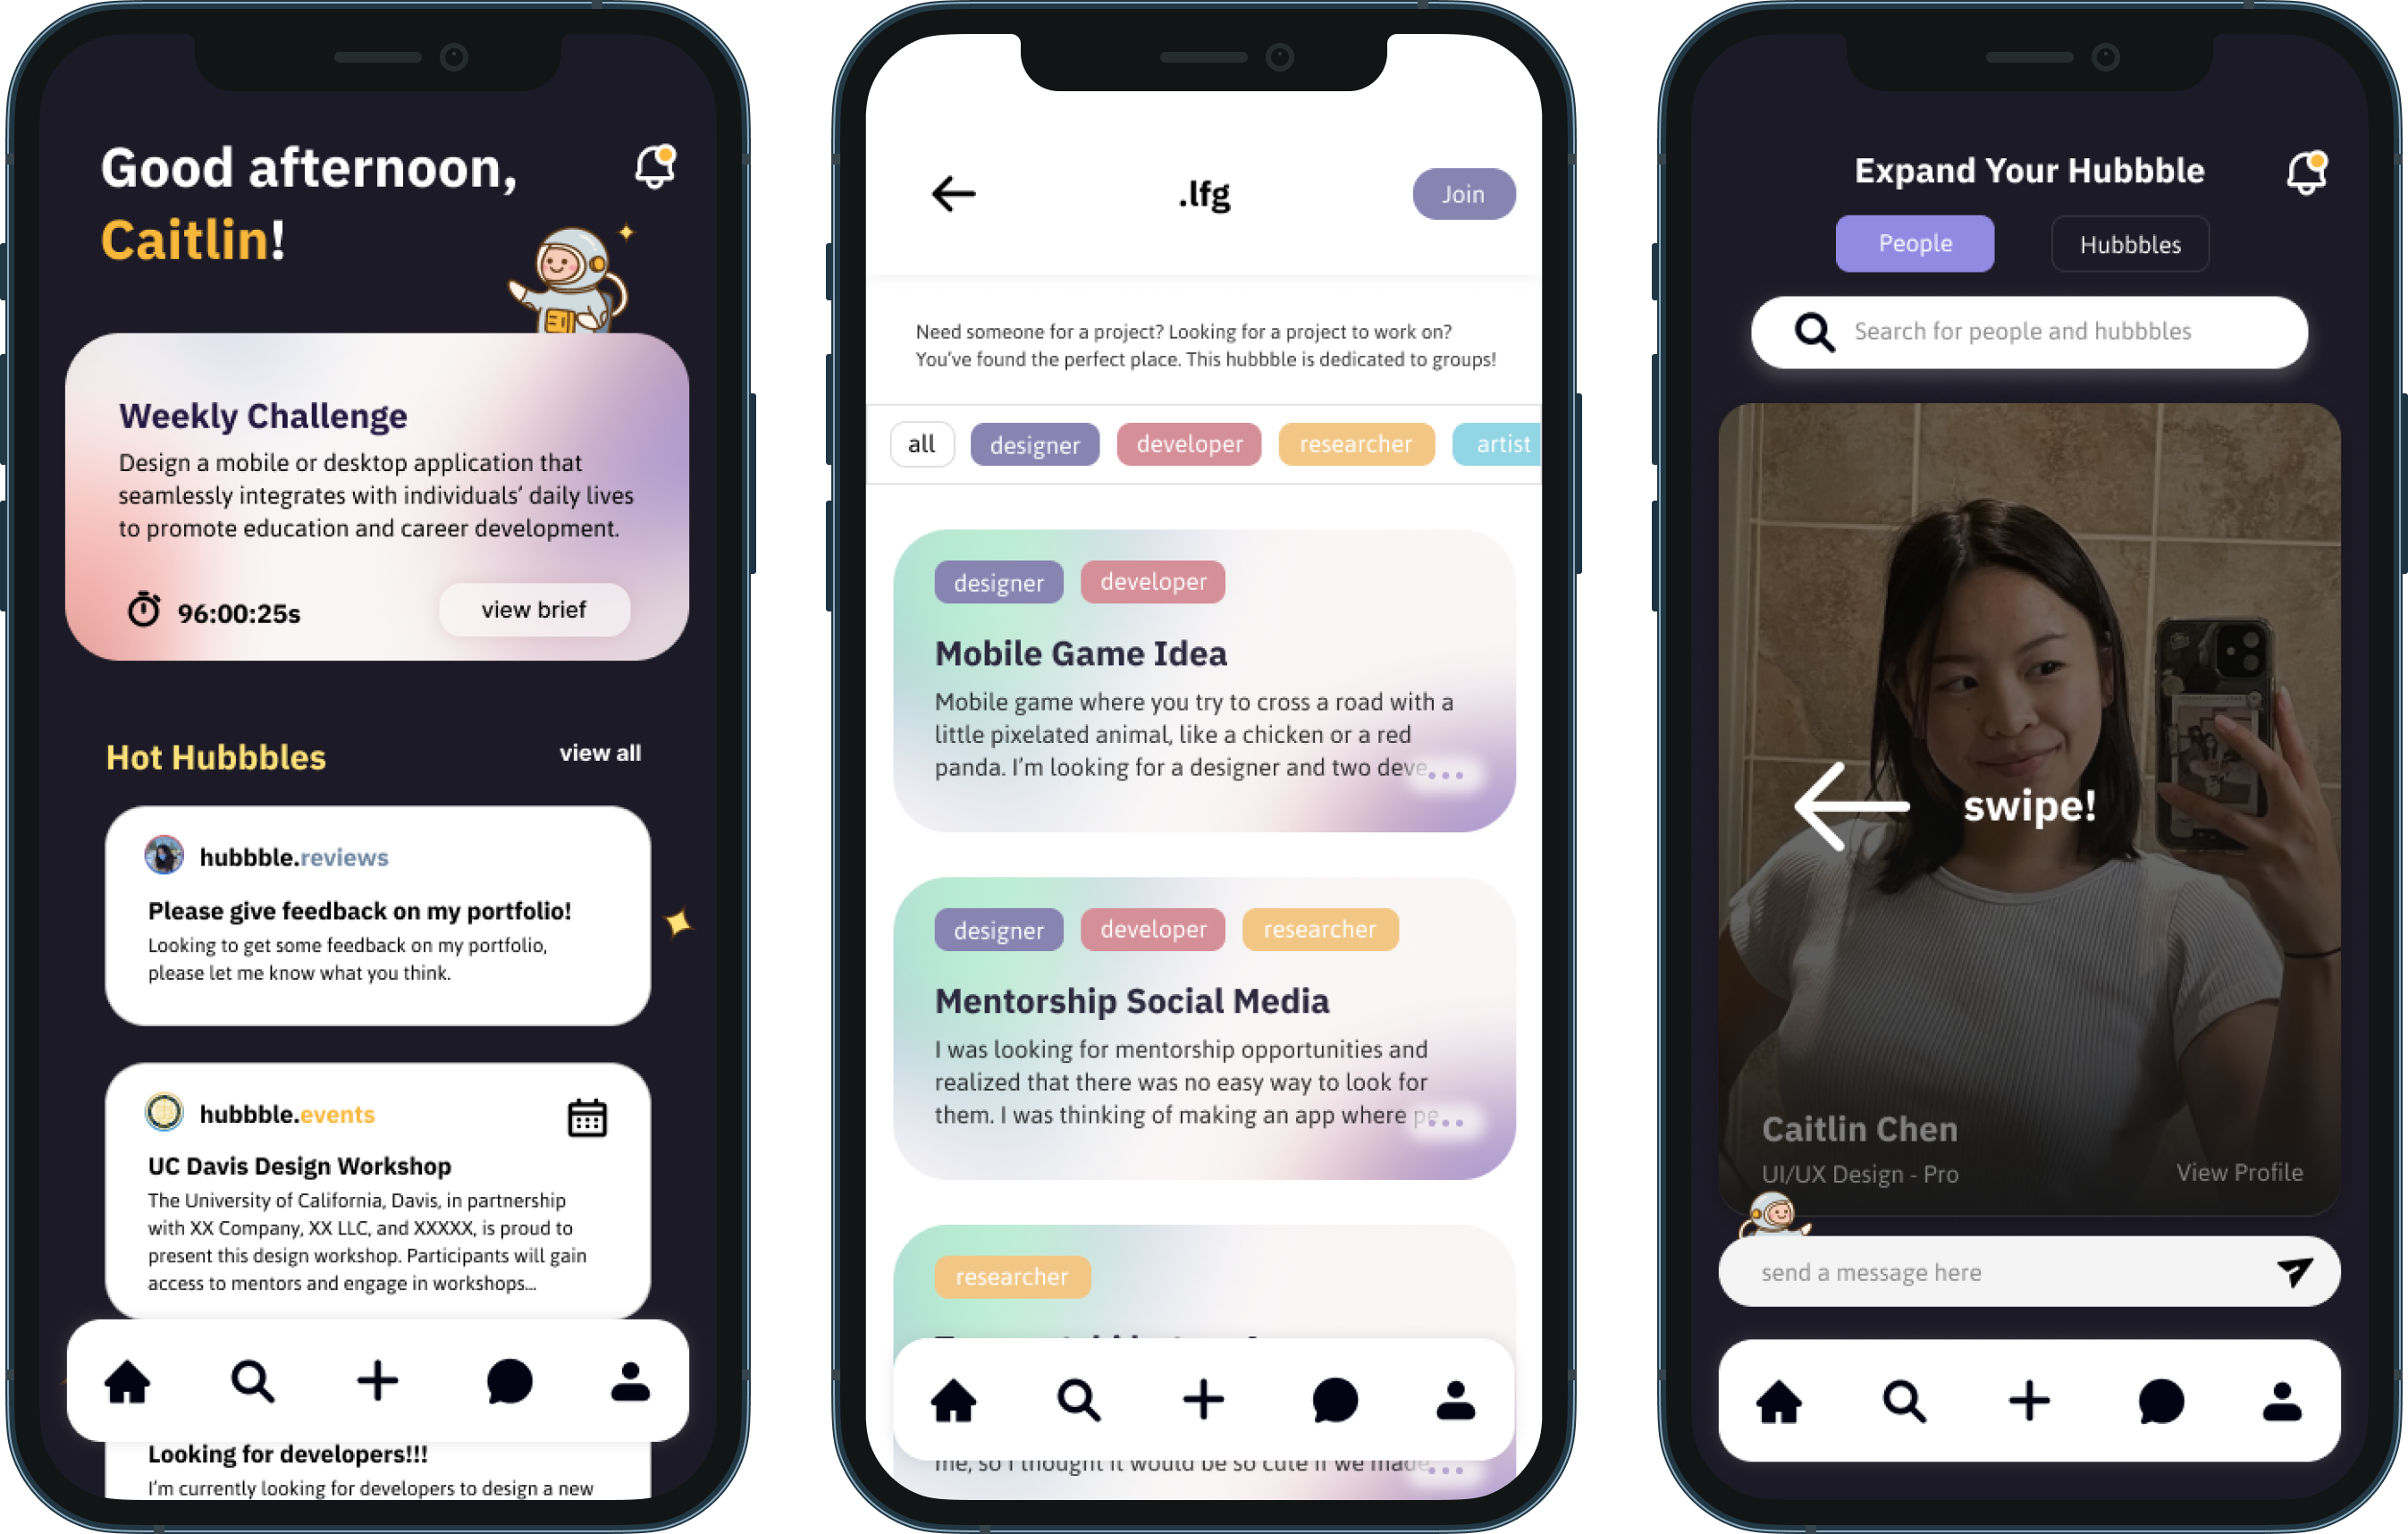 Good afternoon,
Caitlin!
Weekly Challenge
Design a mobile or desktop application that
seamlessly integrates with individuals’ daily lives
to promote education and career development.
96:00:25s
view brief
Hot Hubbbles
view all
hubbble.reviews
Please give feedback on my portfolio!
Looking to get some feedback on my portfolio,
please let me know what you think.
hubbble.events
UC Davis Design Workshop
The University of California, Davis, in partnership
with XX Company, XX LLC, and XXXXX, is proud to
present this design workshop. Participants will gain
access to mentors and engage in workshops...
Looking for developers!!!
I’m currently looking for developers to design a new
.lfg
Join
Need someone for a project? Looking for a project to work on?
You’ve found the perfect place. This hubbble is dedicated to groups!
all
designer
developer
researcher
artist
designer
developer
Mobile Game Idea
Mobile game where you try to cross a road with a
little pixelated animal, like a chicken or a red
panda. I’m looking for a designer and two deve...
designer
developer
researcher
Mentorship Social Media
I was looking for mentorship opportunities and
realized that there was no easy way to look for
them. I was thinking of making an app where pe...
researcher
me, so I thought it would be so cute if we made...
Expand Your Hubbble
People
Hubbbles
Search for people and hubbbles
swipe!
Caitlin Chen
UI/UX Design - Pro
View Profile
send a message here